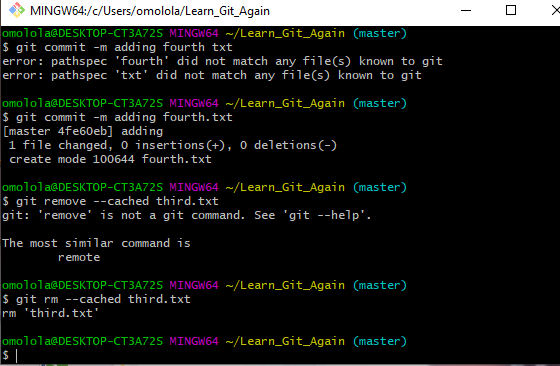 MINGW64:/c/Users/omolola/Learn_Git_Again
omolola@DESKTOP-CT3A72S MINGW64 ~/Learn_Git_Again (master)
$ git commit -m adding fourth txt
error: pathspec 'fourth' did not match any file(s) known to git
error: pathspec 'txt' did not match any file(s) known to git
omolola@DESKTOP-CT3A72S MINGW64 ~/Learn_Git_Again (master)
$ git commit -m adding fourth.txt
[master 4fe60eb] adding
 1 file changed, 0 insertions(+), 0 deletions(-)
 create mode 100644 fourth.txt
omolola@DESKTOP-CT3A72S MINGW64 ~/Learn_Git_Again (master)
$ git remove --cached third.txt
git: 'remove' is not a git command. See 'git --help'.
The most similar command is
        remote
omolola@DESKTOP-CT3A72S MINGW64 ~/Learn_Git_Again (master)
$ git rm --cached third.txt
rm 'third.txt'
omolola@DESKTOP-CT3A72S MINGW64 ~/Learn_Git_Again (master)
$